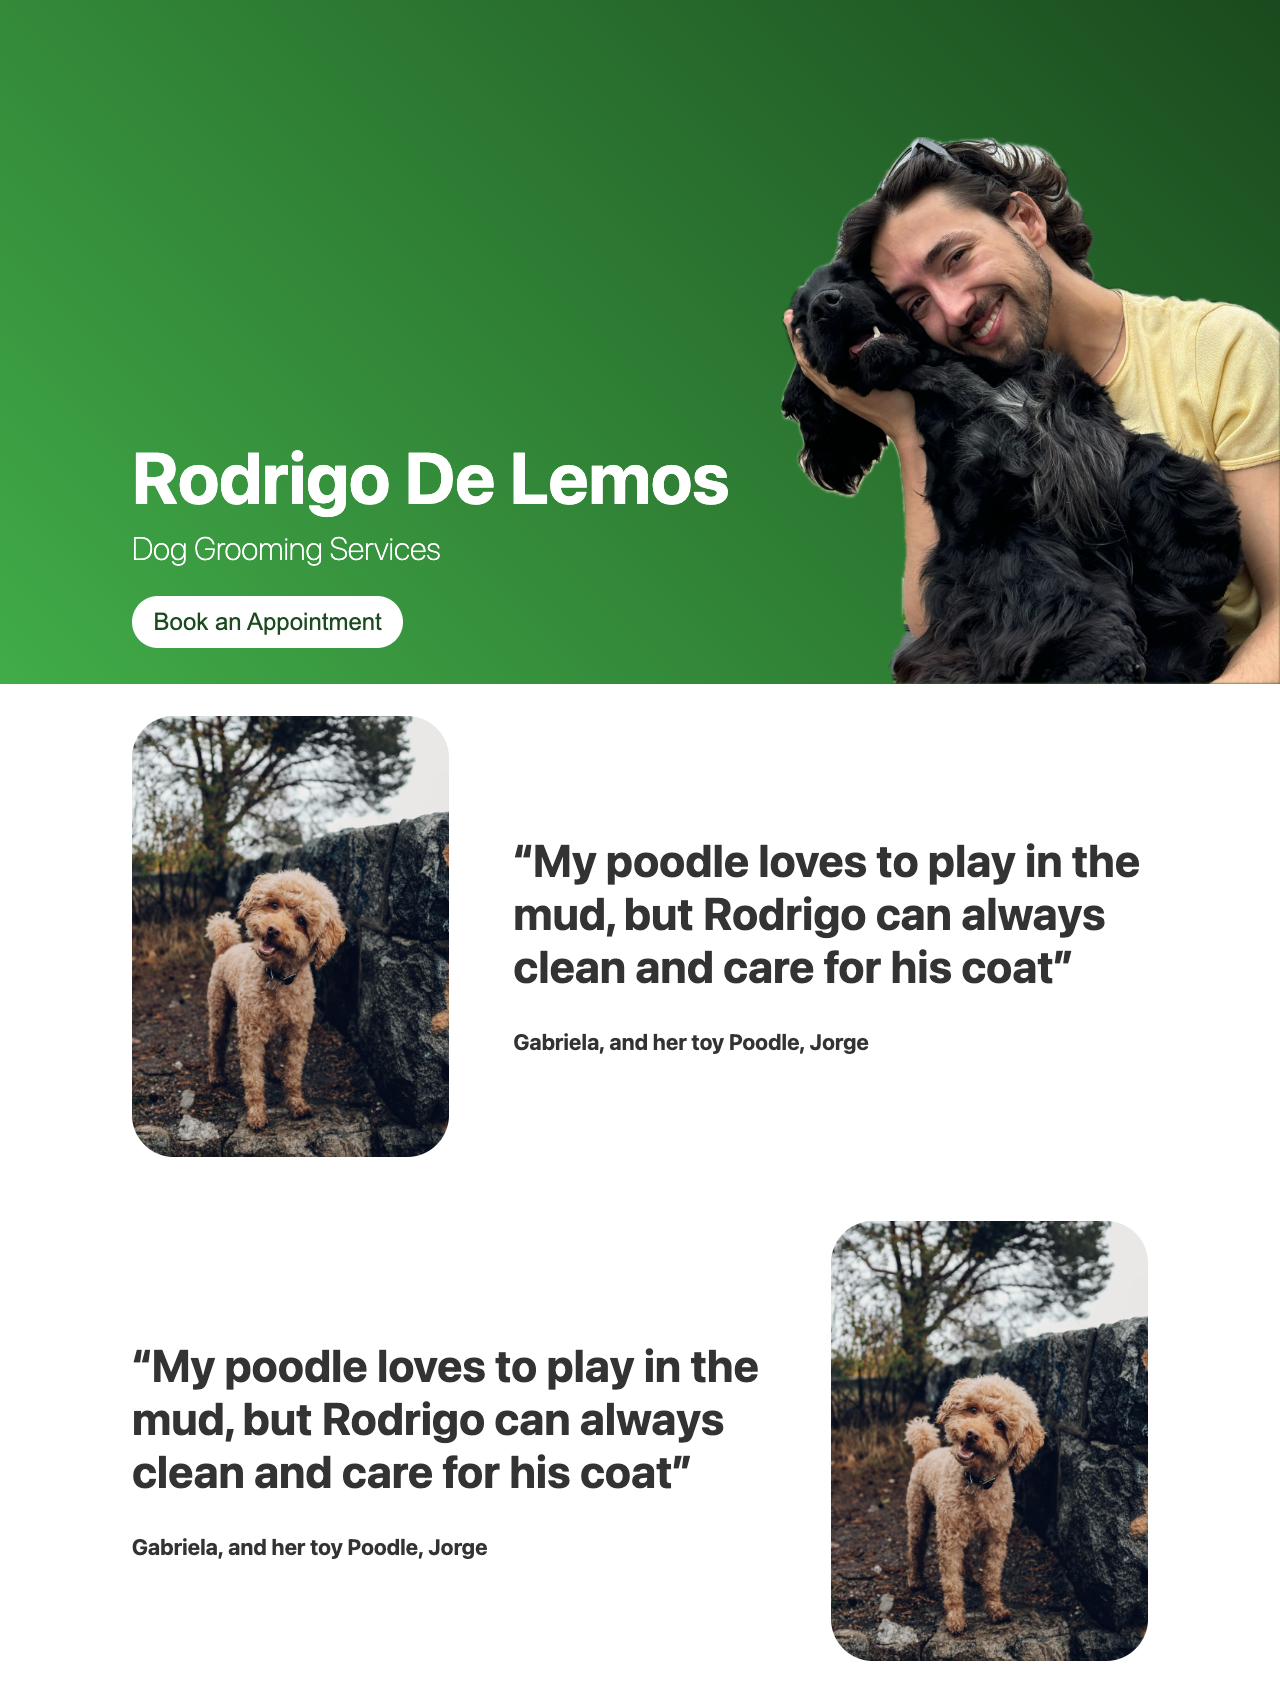 Rodrigo De Lemos
Dog Grooming Services
Book an Appointment
“My poodle loves to play in the
mud, but Rodrigo can always
clean and care for his coat”
Gabriela, and her toy Poodle, Jorge
“My poodle loves to play in the
mud, but Rodrigo can always
clean and care for his coat”
Gabriela, and her toy Poodle, Jorge